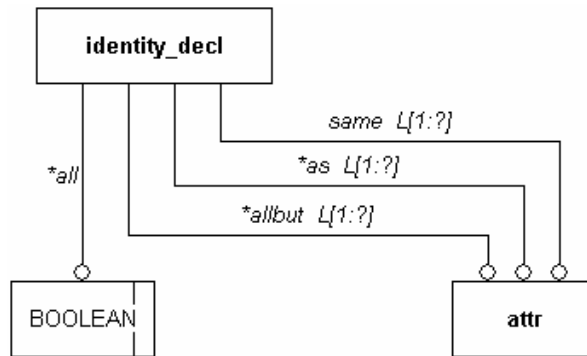 identity_decl
same L[1:?]
*all
*as L[1:?]
*allbut L[1:?]
BOOLEAN
attr